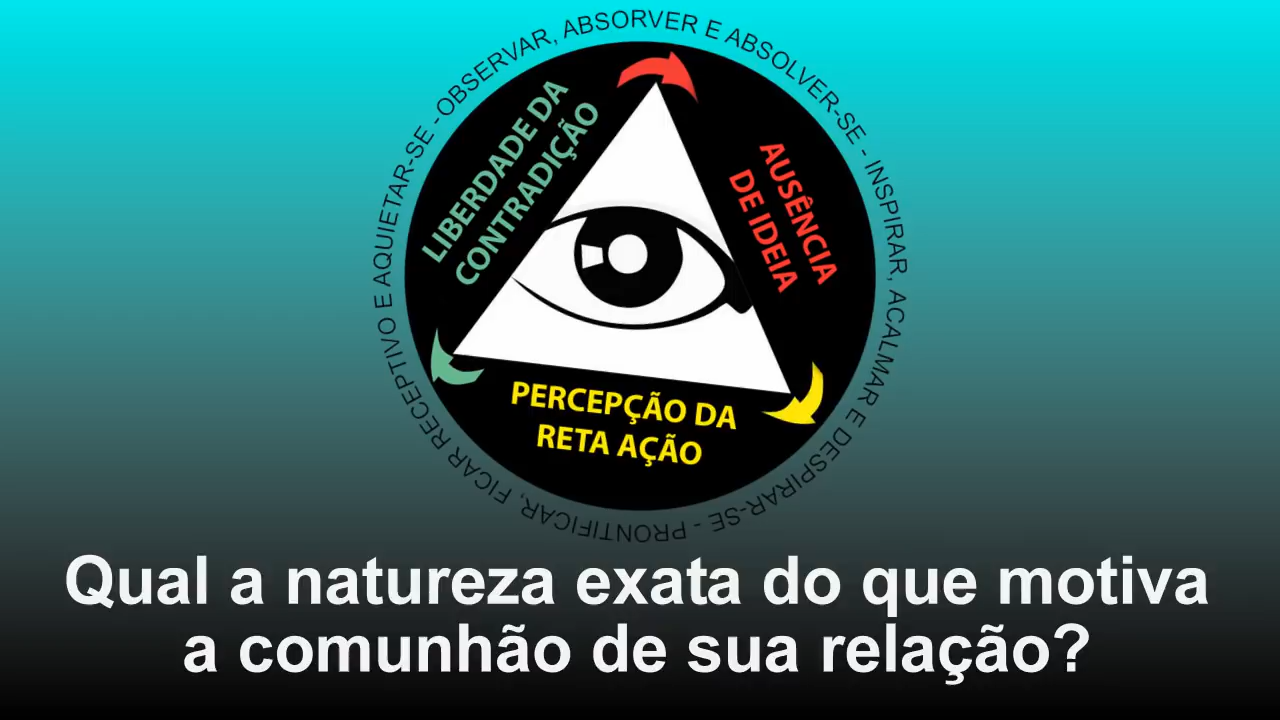 OBSERVAR, ABSORVER E ABSOLVER-SE - INSPIRAR, ACALMAR E DESPIRAR-SE - PRONTIFICAR, FICAR RECEPTIVO E AQUIETAR-SE -
LIBERDADE DA
CONTRADIÇÃO
AUSÊNCIA
DE IDEIA
PERCEPÇÃO DA
RETA AÇÃO
Qual a natureza exata do que motiva
a comunhão de sua relação?